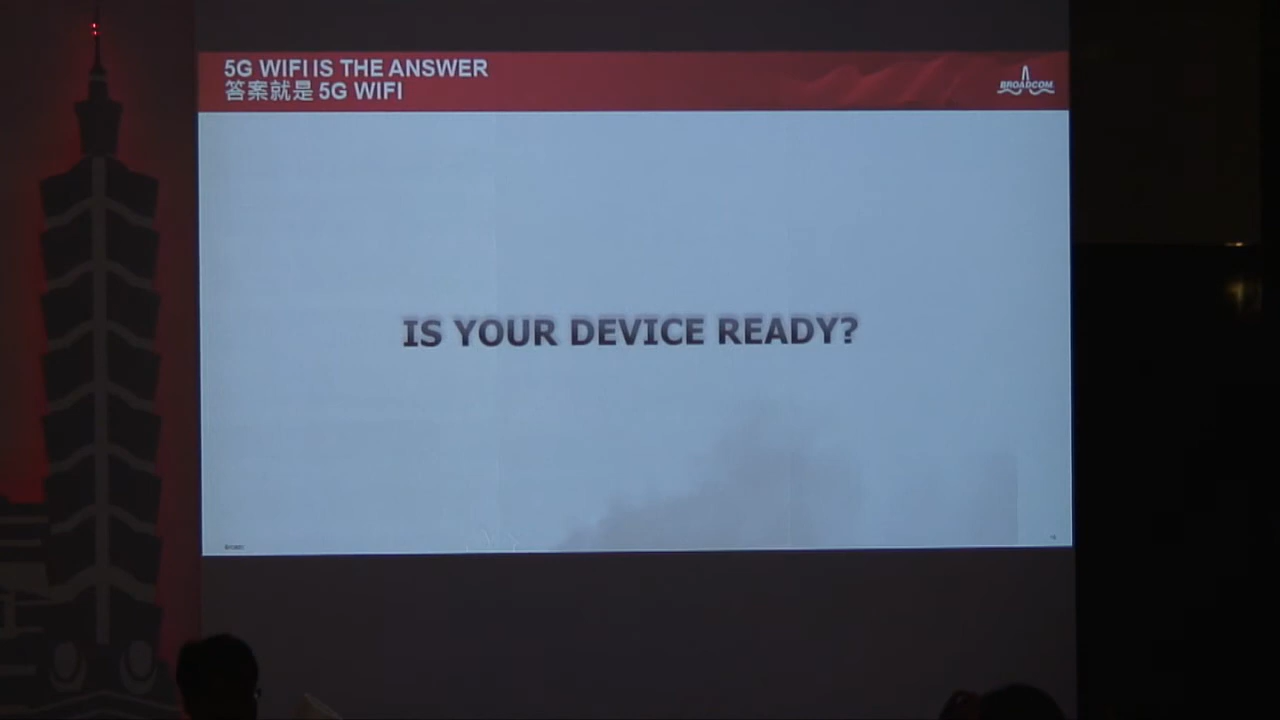 5G WIFI IS THE ANSWER
答案就是 5G WIFI
BROADCOM
IS YOUR DEVICE READY?